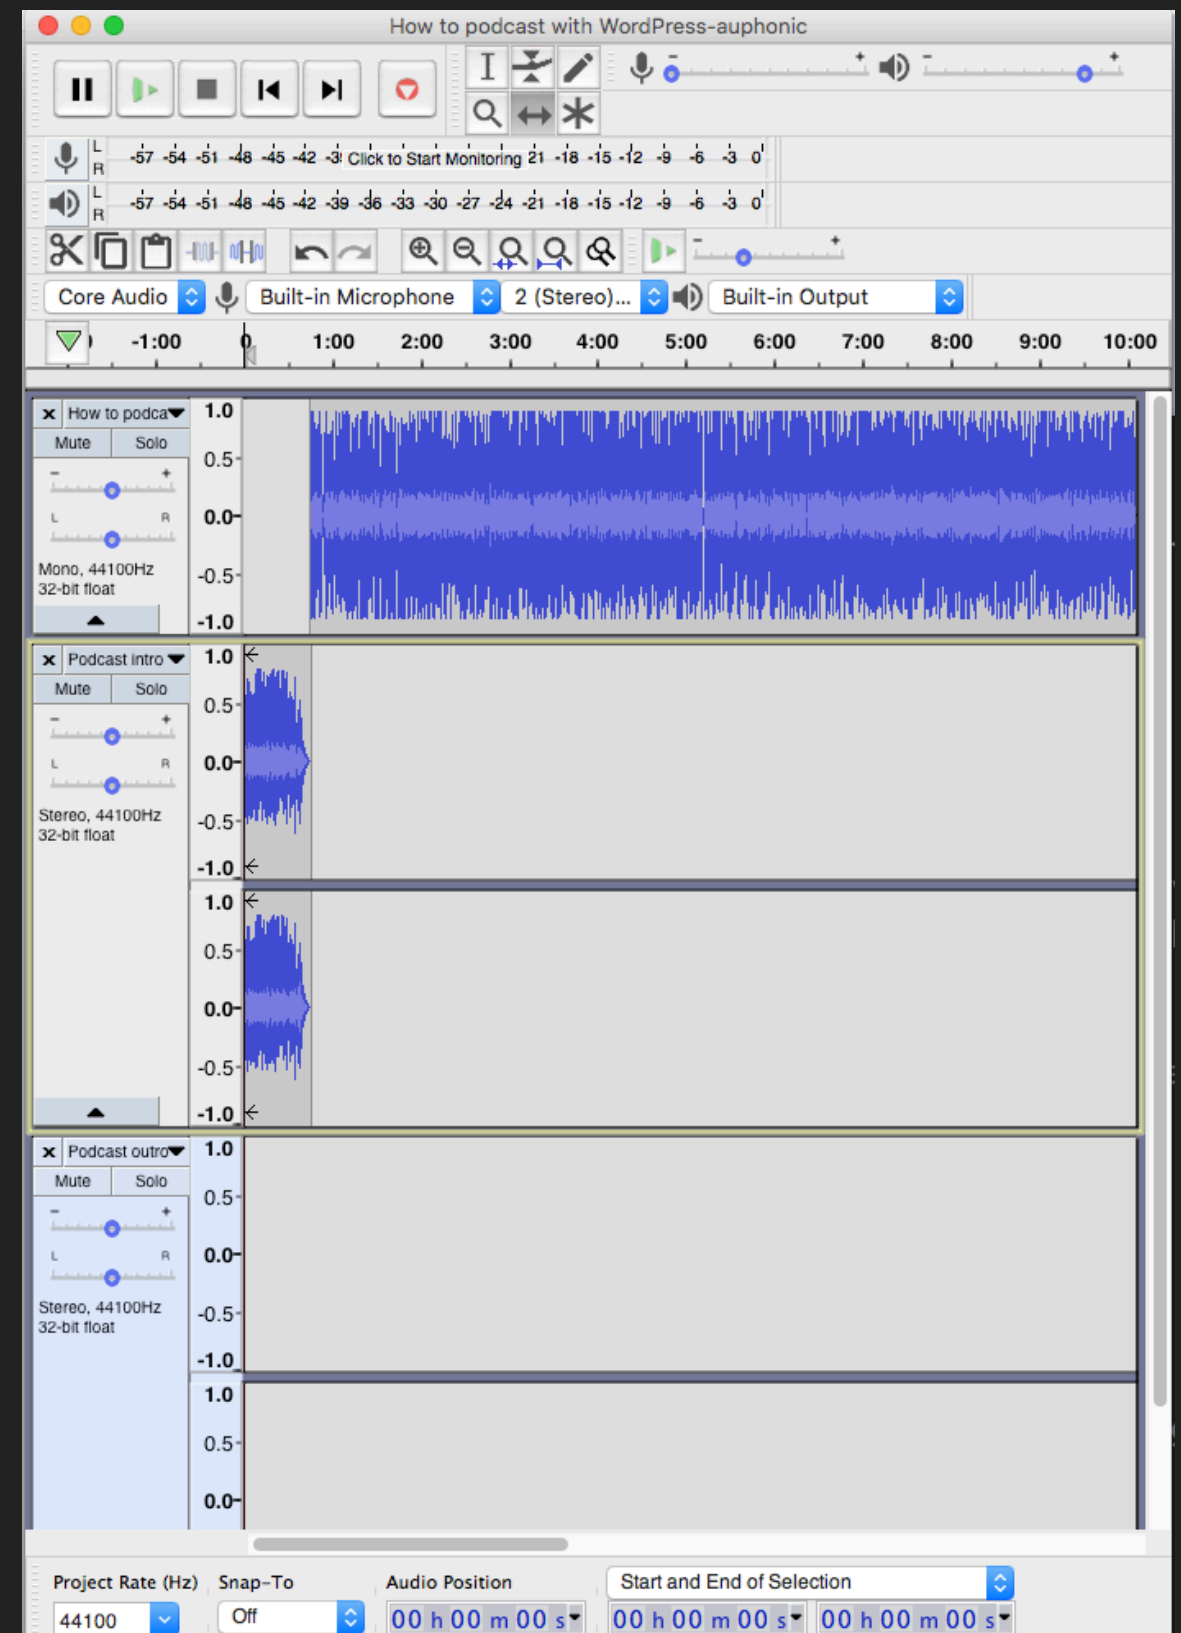 How to podcast with WordPress-auphonic
L
R
-57 -54 -51 -48 -45 -42 Click to Start Monitoring 21 -18 -15 -12 -9 -6 -3 0
L
R
-57 -54 -51 -48 -45 -42 -39 -36 -33 -30 -27 -24 -21 -18 -15 -12 -9 -6 -3 0
Core Audio Built-in Microphone 2 (Stereo)... Built-in Output
-1:00 0 1:00 2:00 3:00 4:00 5:00 6:00 7:00 8:00 9:00 10:00
x How to podca 1.0
Mute Solo
0.5
- +
L R 0.0
Mono, 44100Hz
-0.5
32-bit float
-1.0
x Podcast intro 1.0
Mute Solo
0.5
- +
L R 0.0
Stereo, 44100Hz
-0.5
32-bit float
-1.0
1.0
0.5
0.0
-0.5
-1.0
x Podcast outro 1.0
Mute Solo
0.5
- +
L R 0.0
Stereo, 44100Hz
-0.5
32-bit float
-1.0
1.0
0.5
0.0
Project Rate (Hz) Snap-To Audio Position Start and End of Selection
44100 Off 00 h 00 m 00 s 00 h 00 m 00 s 00 h 00 m 00 s